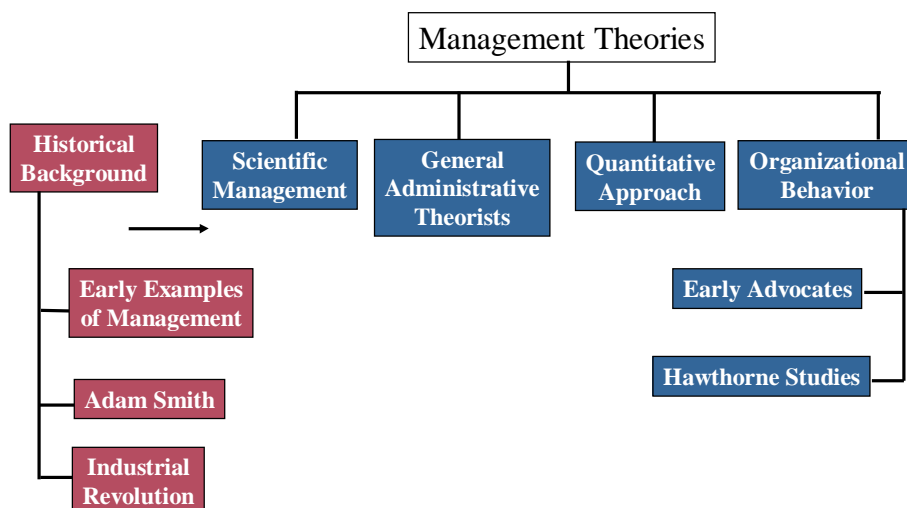 Management Theories
Historical
Background
Scientific
Management
General
Administrative
Theorists
Quantitative
Approach
Organizational
Behavior
Early Examples
of Management
Adam Smith
Industrial
Revolution
Early Advocates
Hawthorne Studies